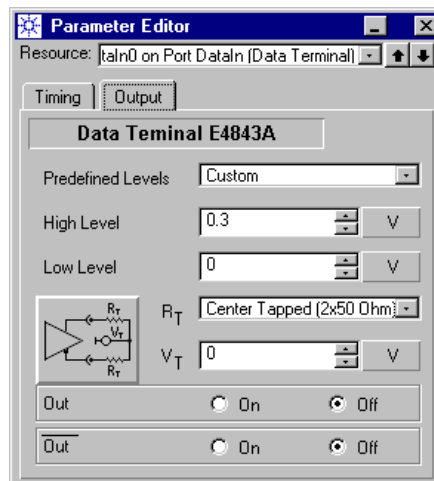 Parameter Editor
Resource: taIn0 on Port DataIn (Data Terminal)
Timing Output
Data Teminal E4843A
Predefined Levels Custom
High Level 0.3 V
Low Level 0 V
RT VT RT RT Center Tapped (2x50 Ohm)
VT 0 V
Out On Off
Out On Off